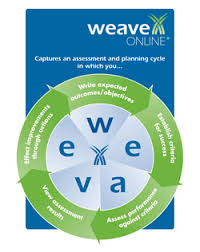 weave
ONLINE®
Captures an assessment and planning cycle
in which you...
Write expected
outcomes/objectives
Establish criteria
for success
Assess performance
against criteria
View assessment
results
Effect improvements
through actions
w
e
a
v
e